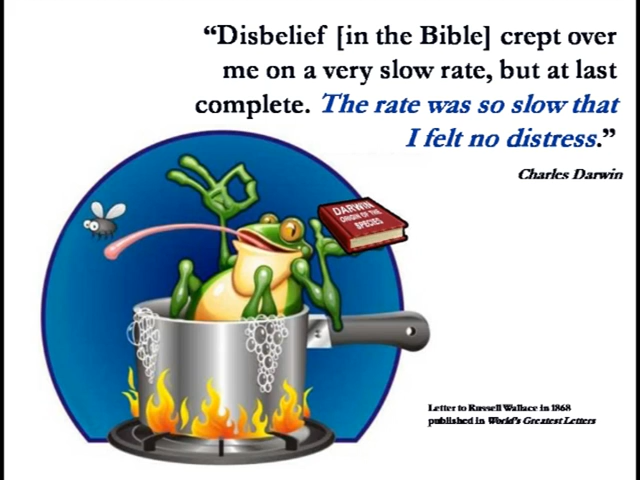 “Disbelief [in the Bible] crept over
me on a very slow rate, but at last
complete. The rate was so slow that
I felt no distress.”
Charles Darwin
DARWIN
ORIGIN OF THE
SPECIES
Letter to Russell Wallace in 1868
published in World's Greatest Letters